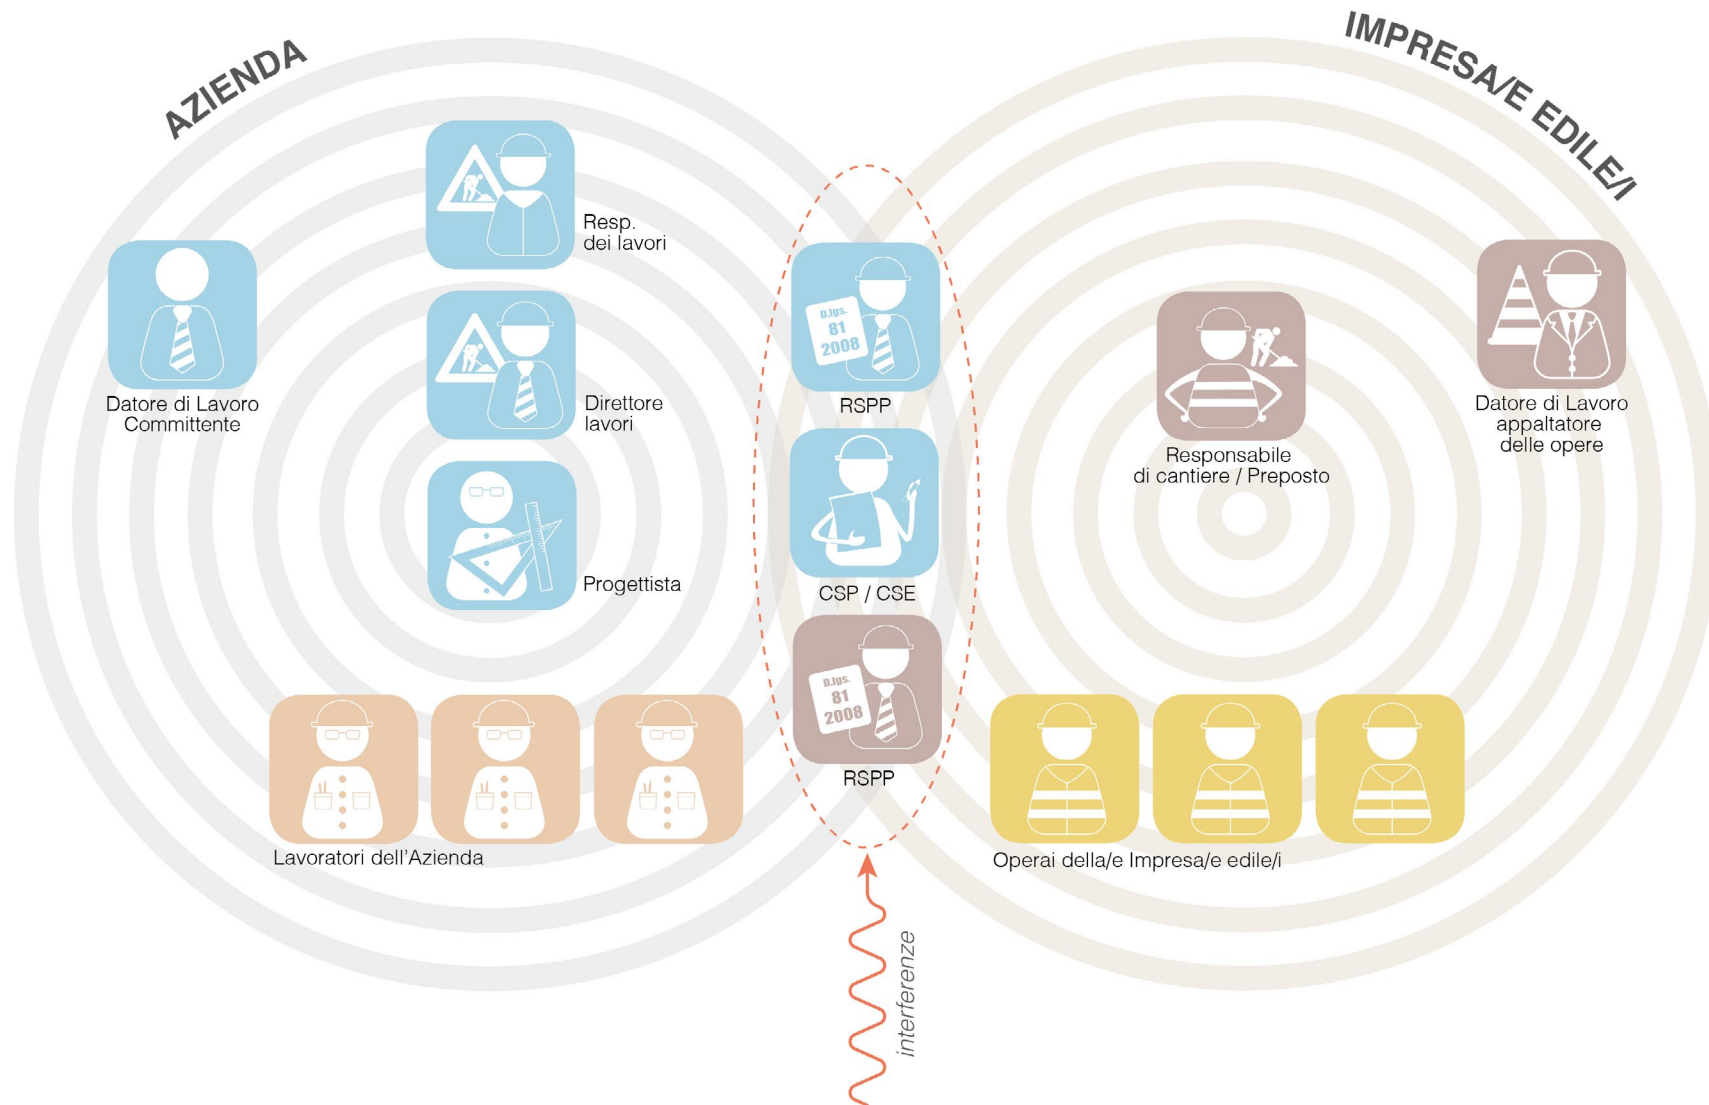 AZIENDA
IMPRESA/E EDILE/I
Resp.
dei lavori
Datore di Lavoro
Committente
Direttore
lavori
Progettista
Lavoratori dell'Azienda
D.lgs.
81
2008
RSPP
CSP / CSE
D.lgs.
81
2008
RSPP
Responsabile
di cantiere / Preposto
Datore di Lavoro
appaltatore
delle opere
Operai della/e Impresa/e edile/i
interferenze